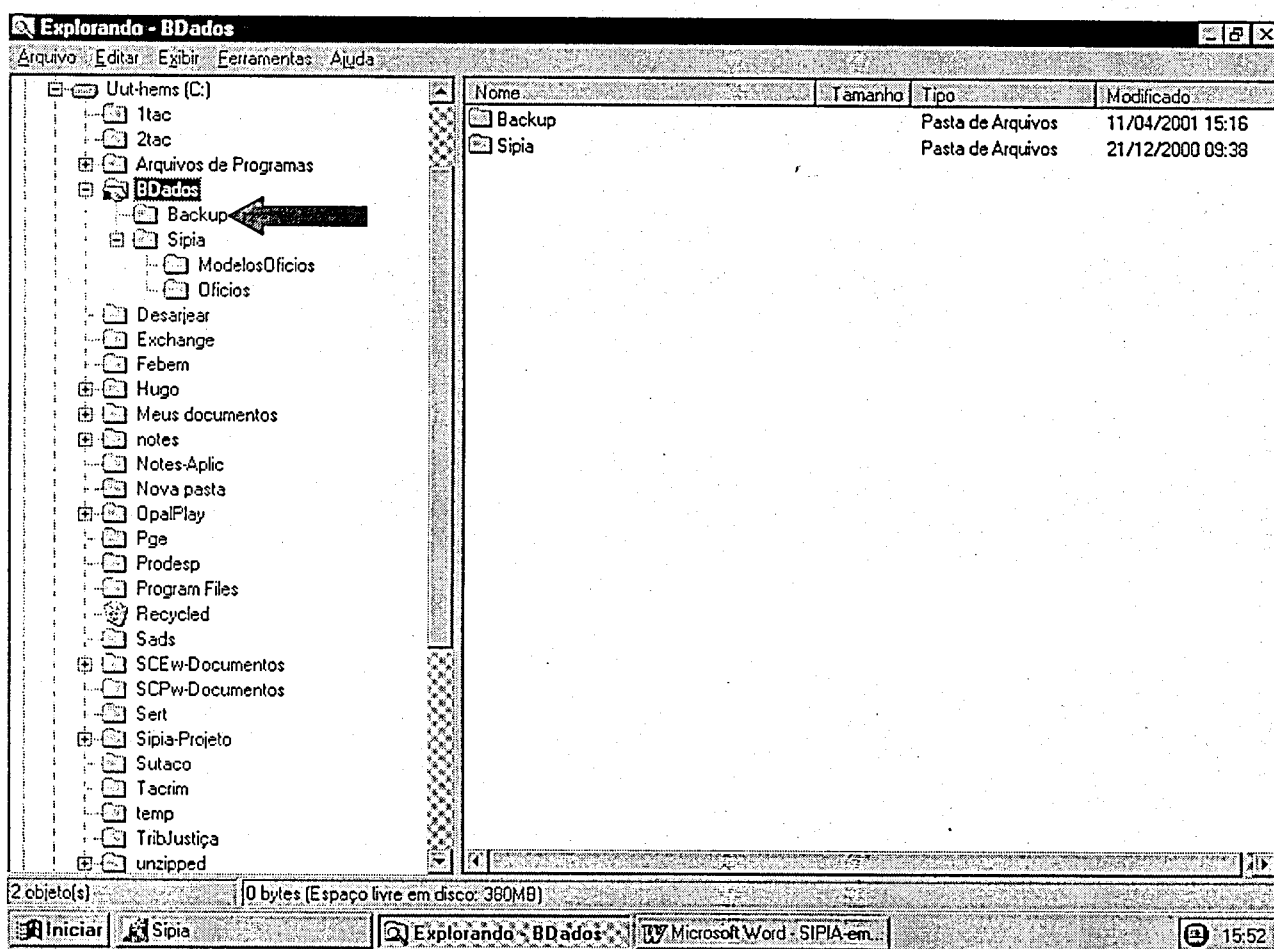 Explorando - BDados
Arquivo Editar Exibir Ferramentas Ajuda
Uut-hems (C:)
1tac
2tac
Arquivos de Programas
BDados
Backup
Sipia
ModelosOficios
Oficios
Desarjear
Exchange
Febem
Hugo
Meus documentos
notes
Notes-Aplic
Nova pasta
OpalPlay
Pge
Prodesp
Program Files
Recycled
Sads
SCEw-Documentos
SCPw-Documentos
Sert
Sipia-Projeto
Sutaco
Tacrim
temp
TribJustiça
unzipped
Nome Tamanho Tipo Modificado
Backup Pasta de Arquivos 11/04/2001 15:16
Sipia Pasta de Arquivos 21/12/2000 09:38
2 objeto(s) 0 bytes (Espaço livre em disco: 380MB)
Iniciar Sipia Explorando - BDados Microsoft Word - SIPIA-em... 15:52